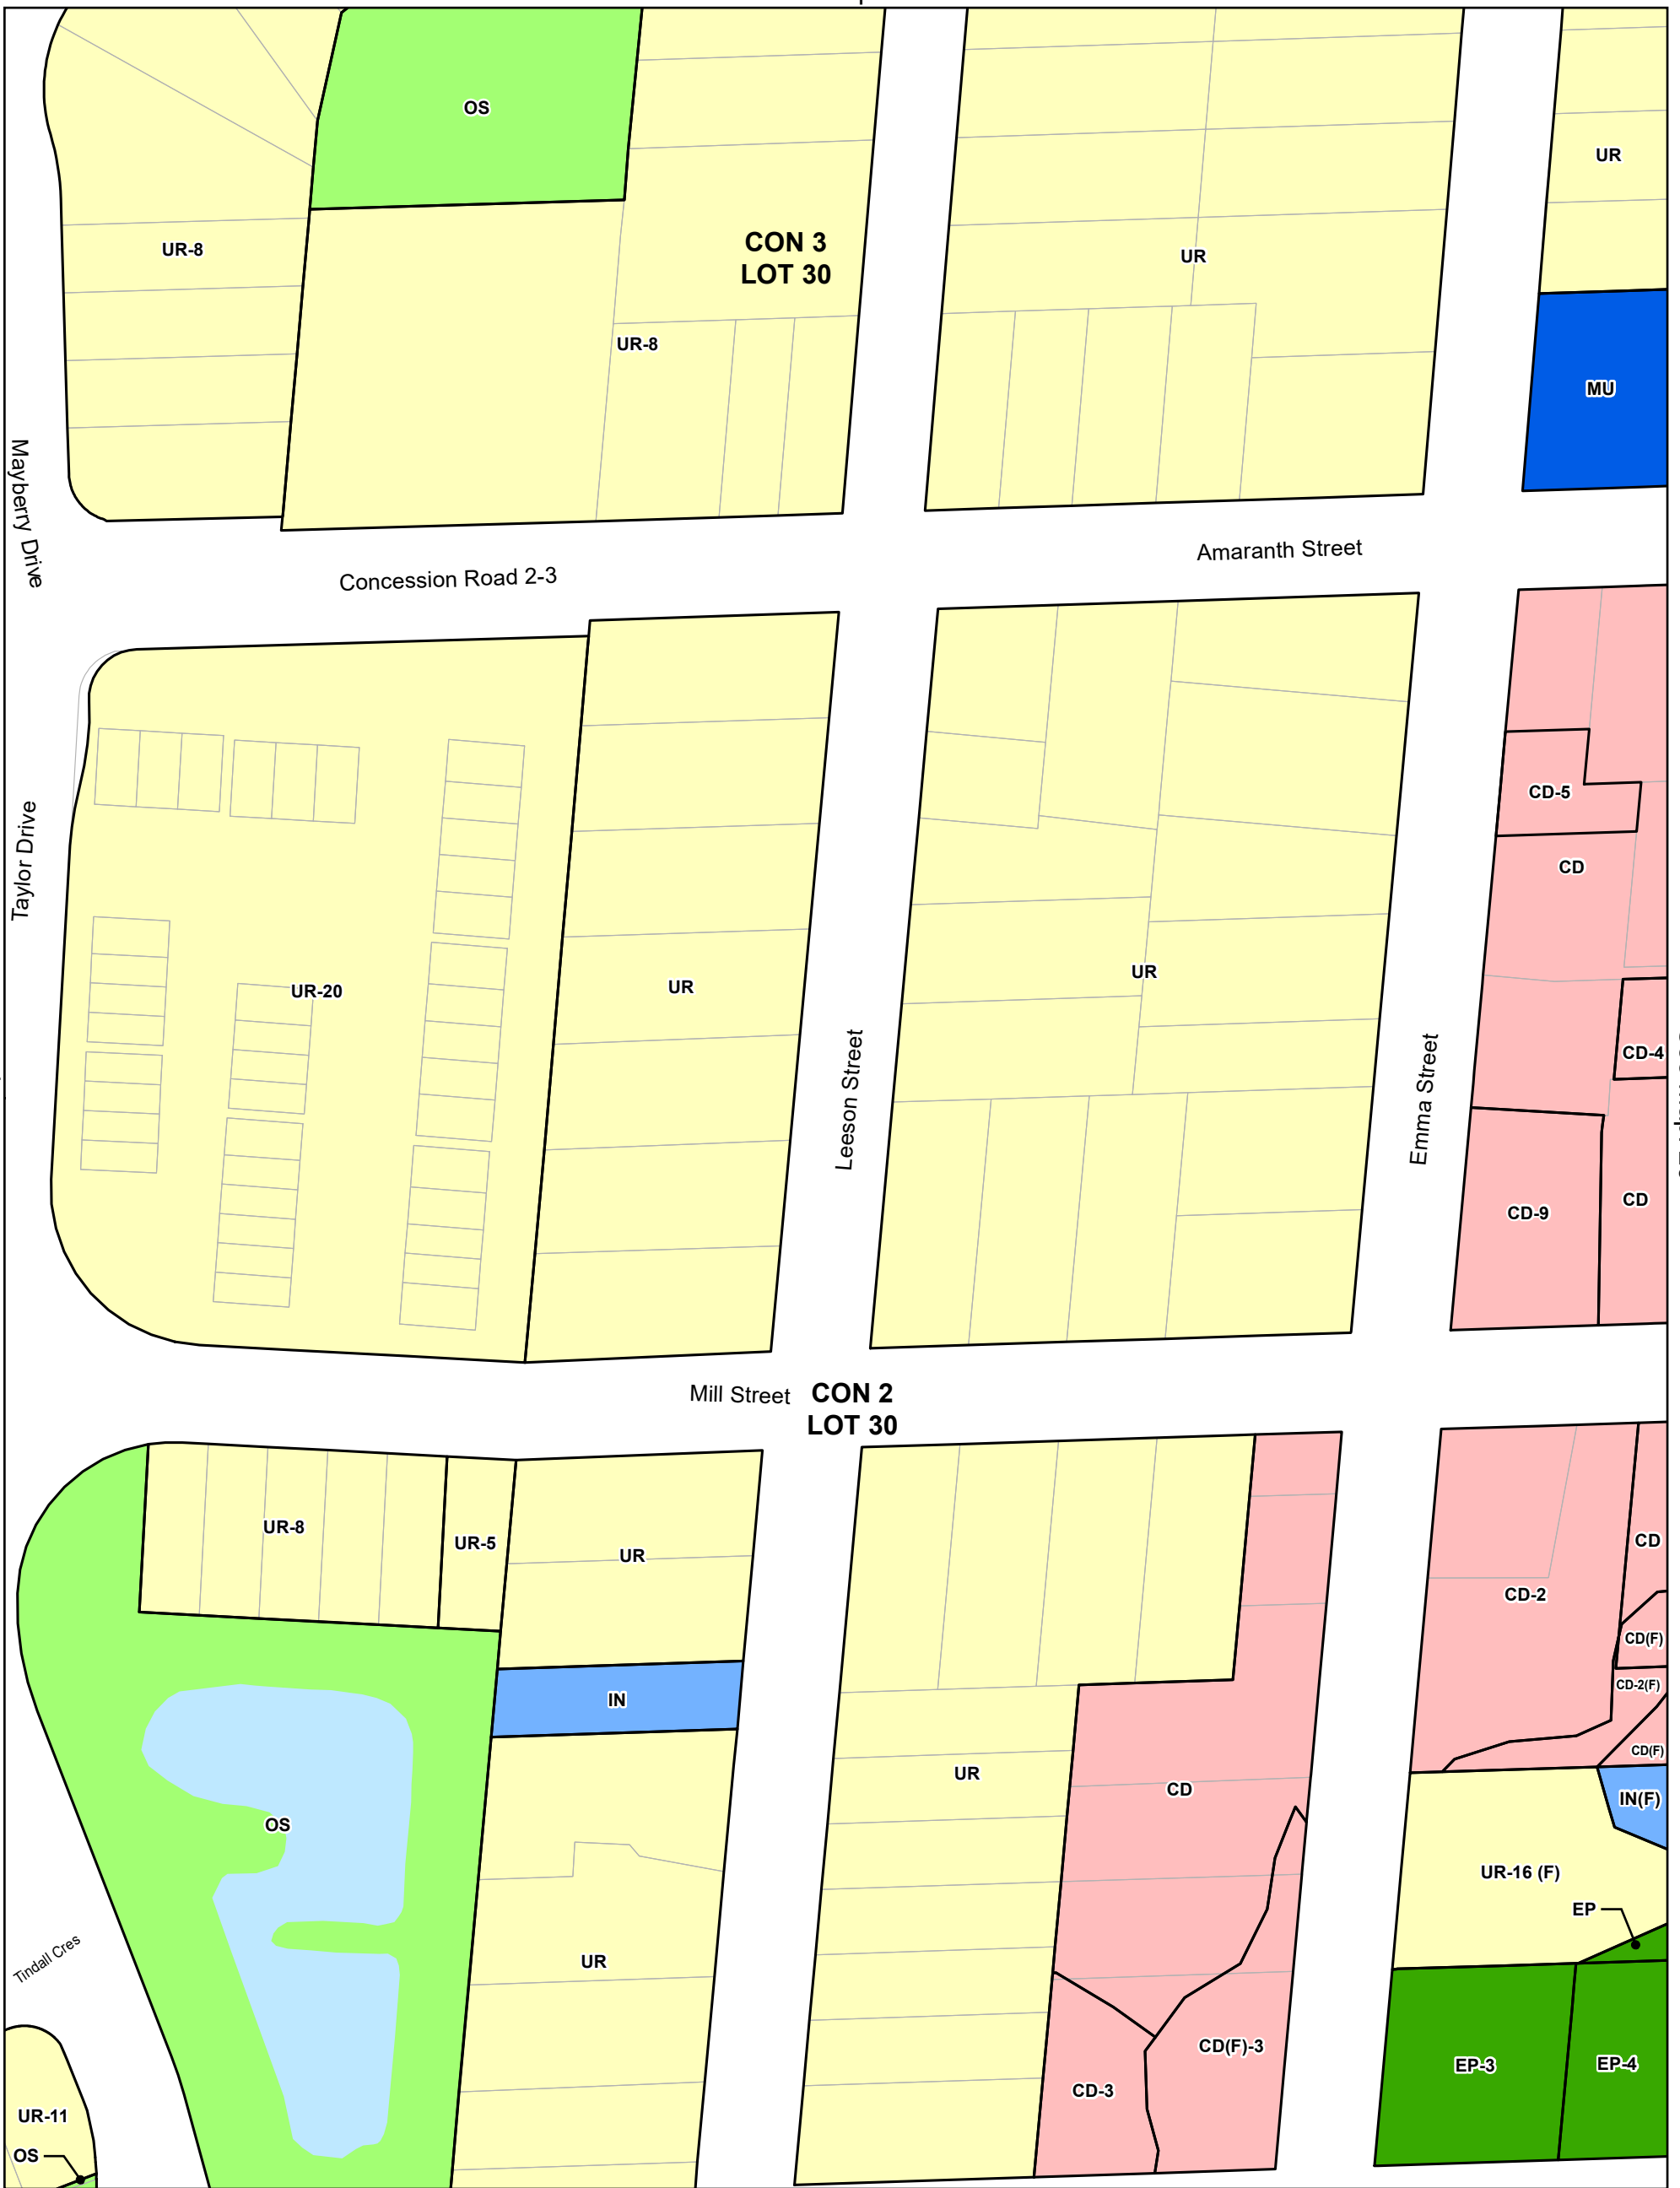 OS
UR
UR-8
CON 3
LOT 30
UR
UR-8
MU
Mayberry Drive
Amaranth Street
Concession Road 2-3
CD-5
Taylor Drive
CD
UR-20
UR
UR
CD-4
Leeson Street
Emma Street
CD-9
CD
Mill Street
CON 2
LOT 30
UR-8
UR-5
UR
CD
CD-2
CD(F)
CD-2(F)
IN
CD(F)
UR
CD
IN(F)
OS
UR-16 (F)
EP
Tindall Cres
UR
CD(F)-3
EP-3
EP-4
CD-3
UR-11
OS